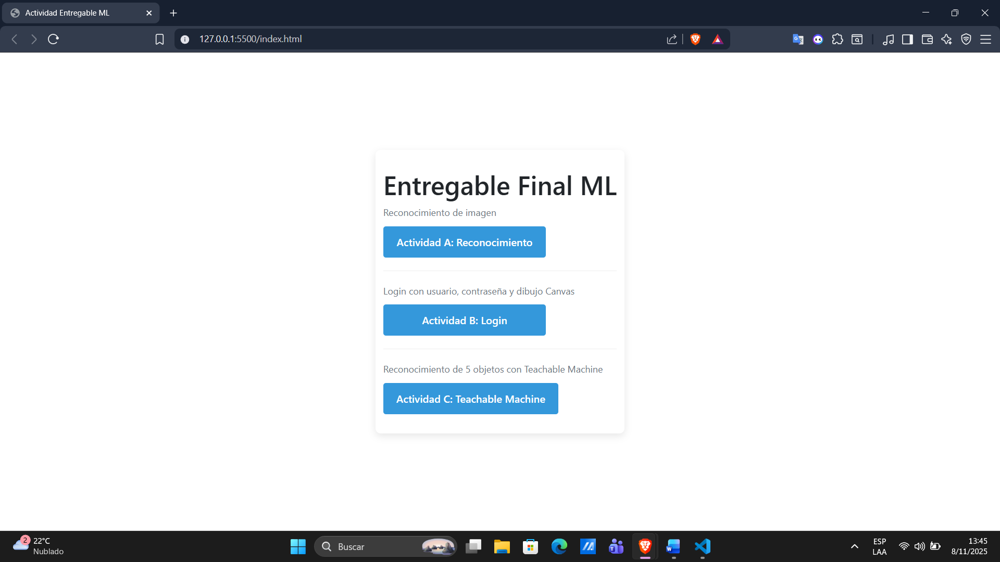 Actividad Entregable ML
127.0.0.1:5500/index.html
Entregable Final ML
Reconocimiento de imagen
Actividad A: Reconocimiento
Login con usuario, contraseña y dibujo Canvas
Actividad B: Login
Reconocimiento de 5 objetos con Teachable Machine
Actividad C: Teachable Machine
2
22°C
Nublado
Buscar
ESP
LAA
13:45
8/11/2025